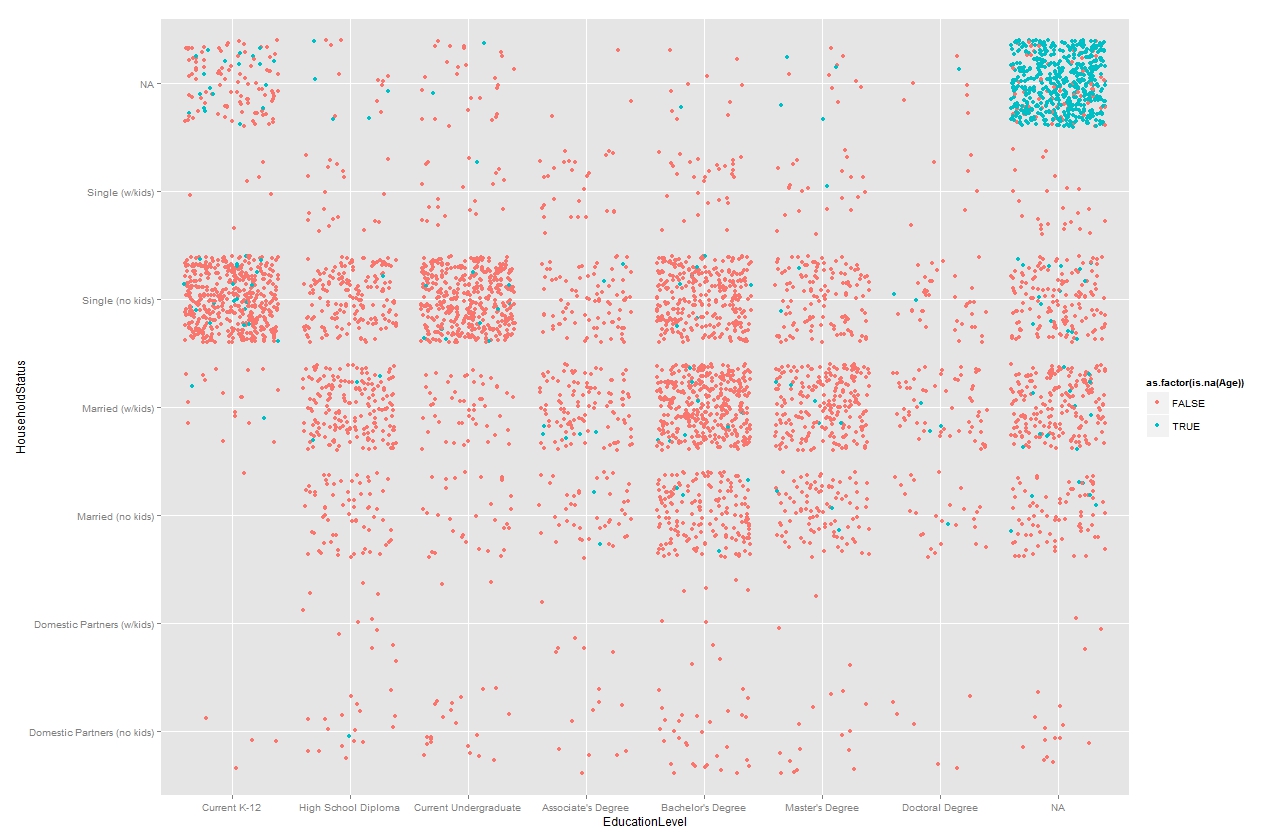 NA
Single (w/kids)
Single (no kids)
Married (w/kids)
Married (no kids)
Domestic Partners (w/kids)
Domestic Partners (no kids)
HouseholdStatus
Current K-12
High School Diploma
Current Undergraduate
Associate's Degree
Bachelor's Degree
Master's Degree
Doctoral Degree
NA
EducationLevel
as.factor(is.na(Age))
FALSE
TRUE